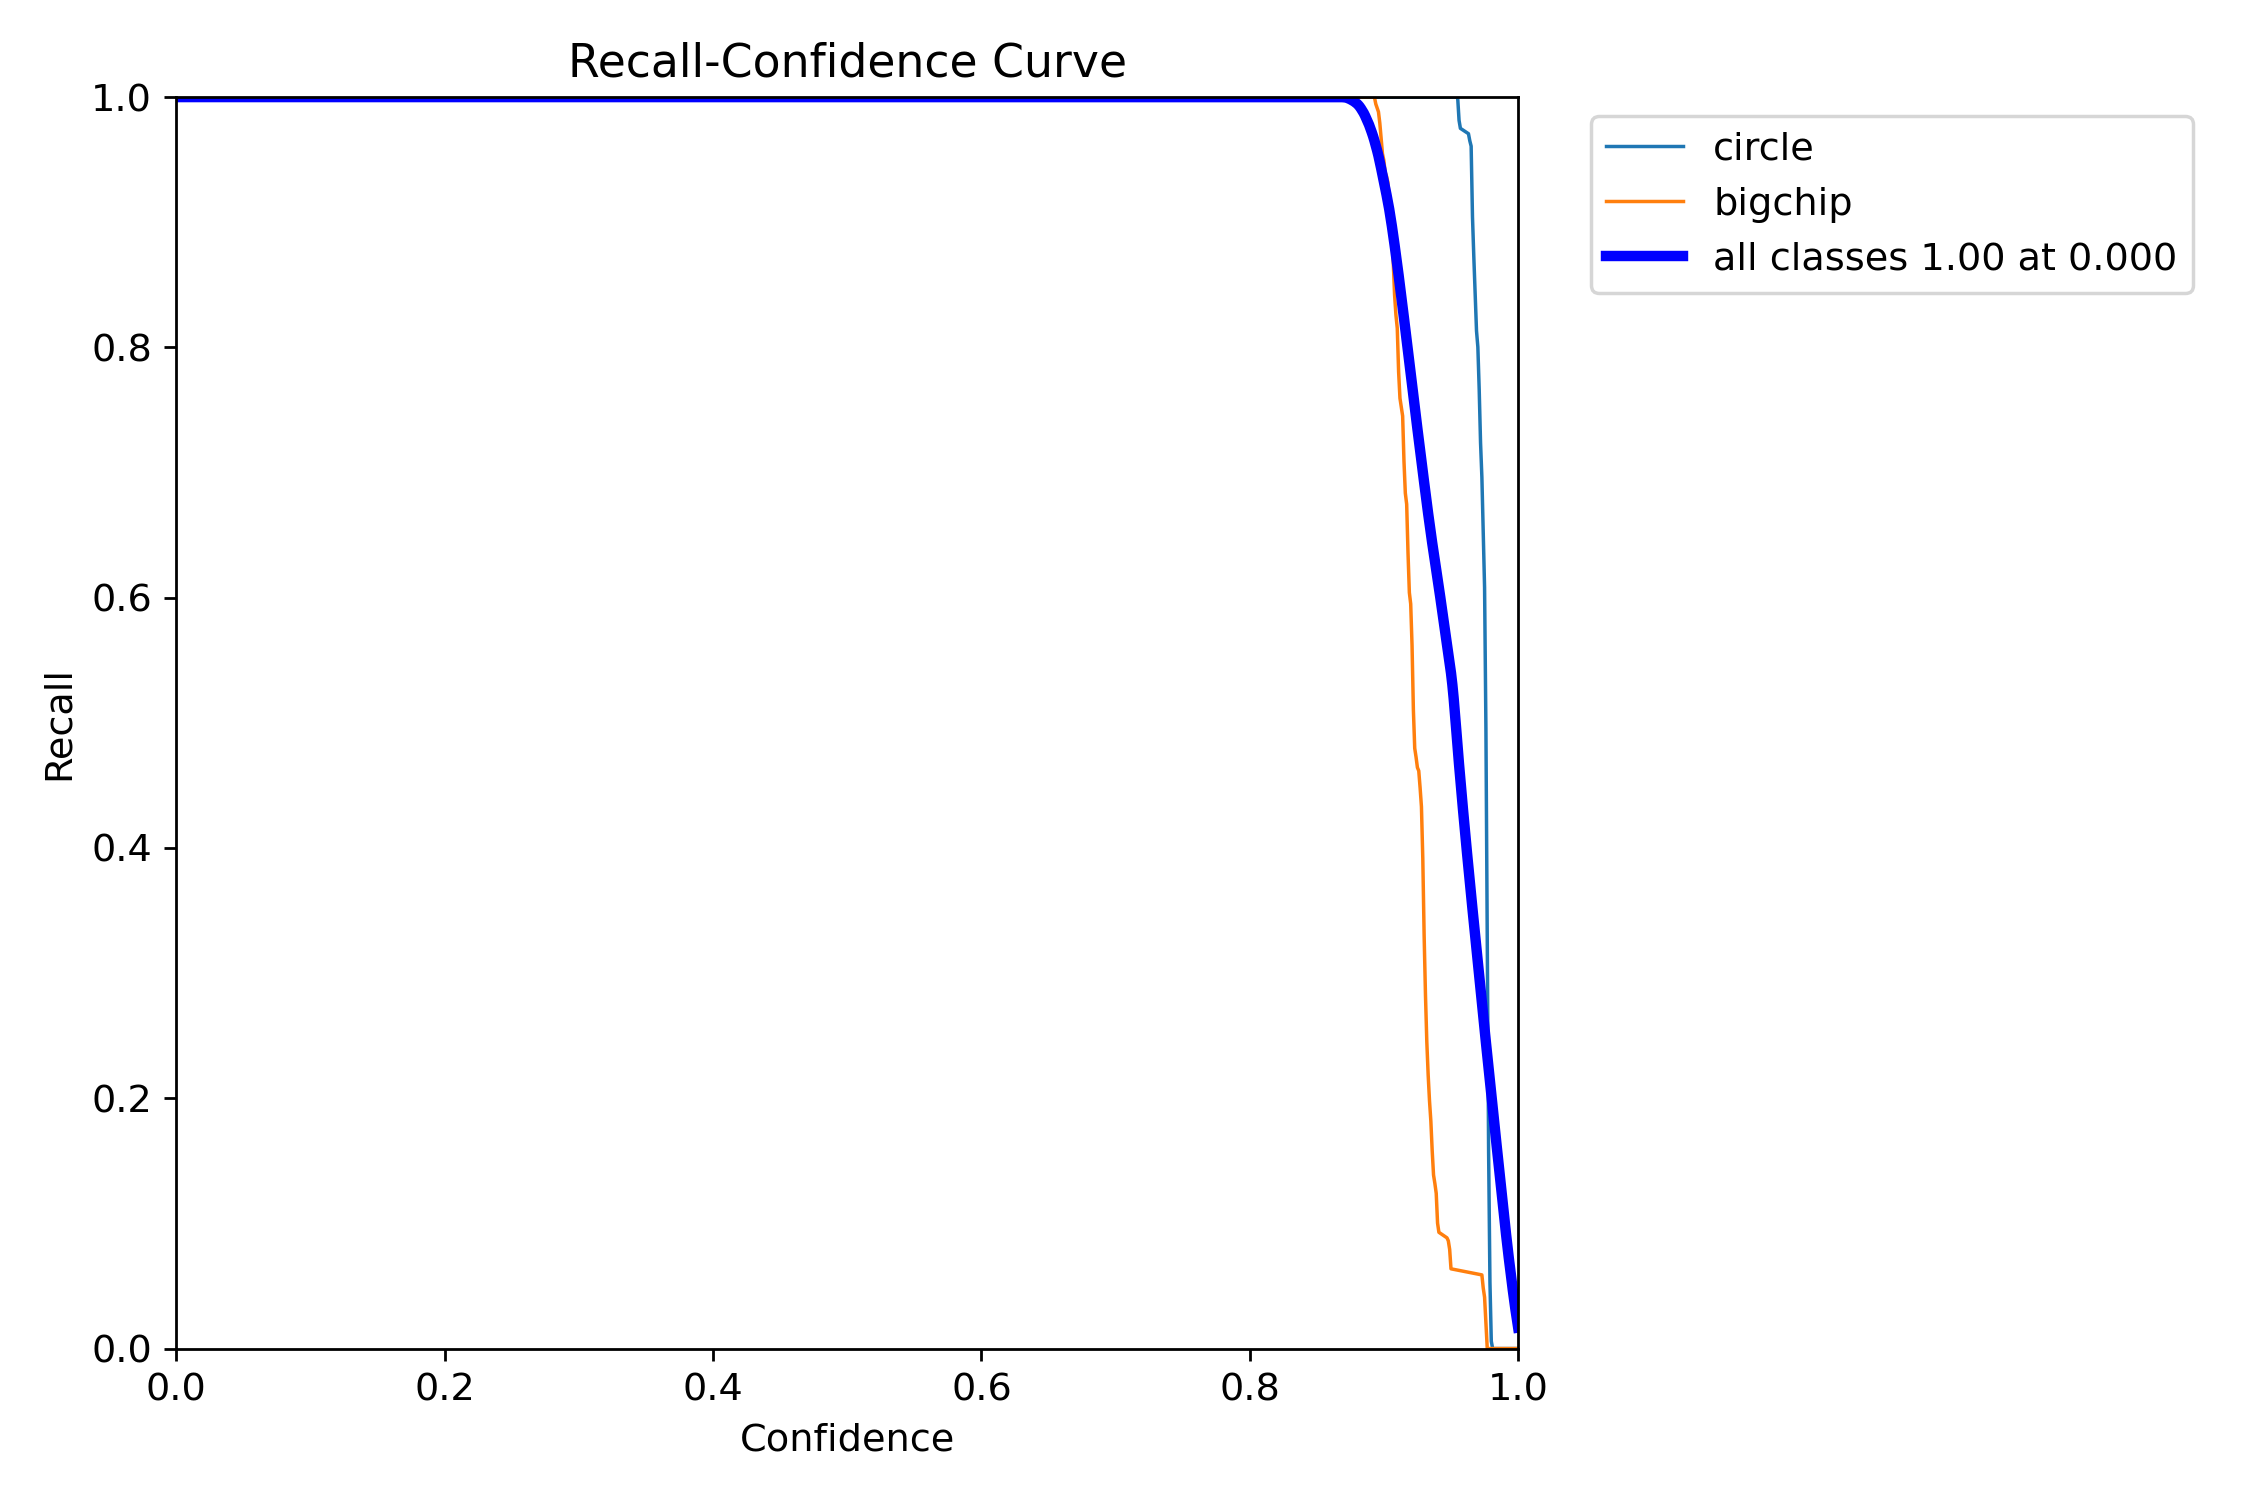 Recall-Confidence Curve
1.0
0.8
0.6
0.4
0.2
0.0
Recall
0.0 0.2 0.4 0.6 0.8 1.0
Confidence
circle
bigchip
all classes 1.00 at 0.000